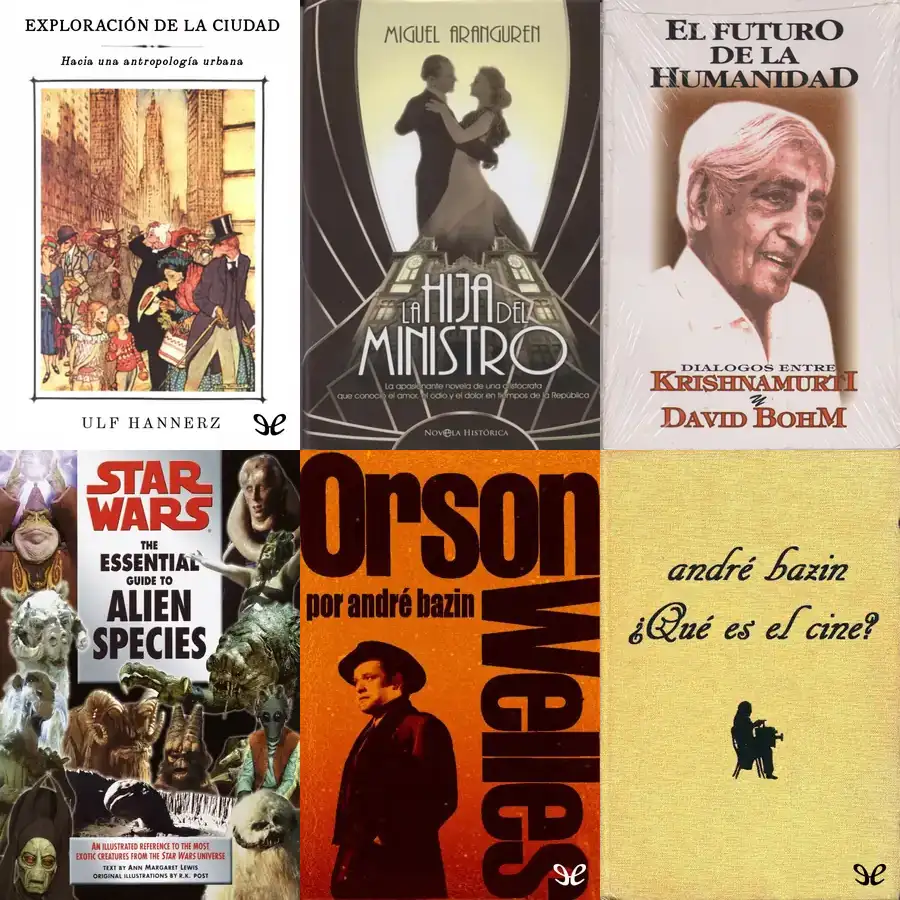 EXPLORACIÓN DE LA CIUDAD
Hacia una antropología urbana
ULF HANNERZ
MIGUEL ARANGUREN
LA HIJA DEL
MINISTRO
La apasionante novela de una aristócrata
que conoció el amor, el odio y el dolor en tiempos de la República
NOVELA HISTÓRICA
EL FUTURO
DE LA
HUMANIDAD
DIALOGOS ENTRE
KRISHNAMURTI
Y
DAVID BOHM
STAR
WARS
THE
ESSENTIAL
GUIDE TO
ALIEN
SPECIES
AN ILLUSTRATED REFERENCE TO THE MOST
EXOTIC CREATURES FROM THE STAR WARS UNIVERSE
TEXT BY ANN MARGARET LEWIS
ORIGINAL ILLUSTRATIONS BY R.K. POST
Orson
Welles
por andré bazin
andré bazin
¿Qué es el cine?